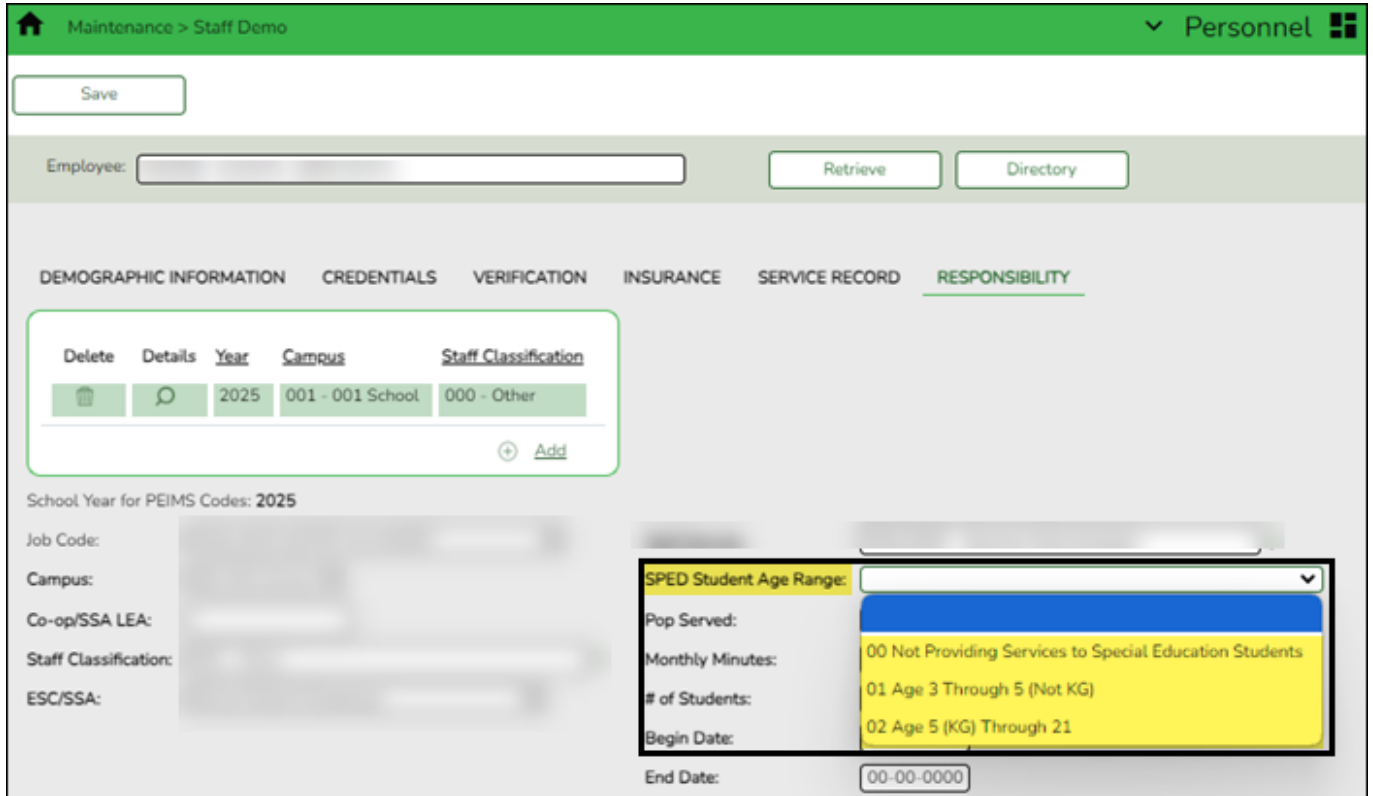 Maintenance > Staff Demo
Personnel
Save
Employee:
Retrieve
Directory
DEMOGRAPHIC INFORMATION CREDENTIALS VERIFICATION INSURANCE SERVICE RECORD RESPONSIBILITY
Delete Details Year Campus Staff Classification
2025 001 - 001 School 000 - Other
Add
School Year for PEIMS Codes: 2025
Job Code:
Campus:
Co-op/SSA LEA:
Staff Classification:
ESC/SSA:
SPED Student Age Range:
Pop Served:
Monthly Minutes:
# of Students:
Begin Date:
00 Not Providing Services to Special Education Students
01 Age 3 Through 5 (Not KG)
02 Age 5 (KG) Through 21
End Date: 00-00-0000